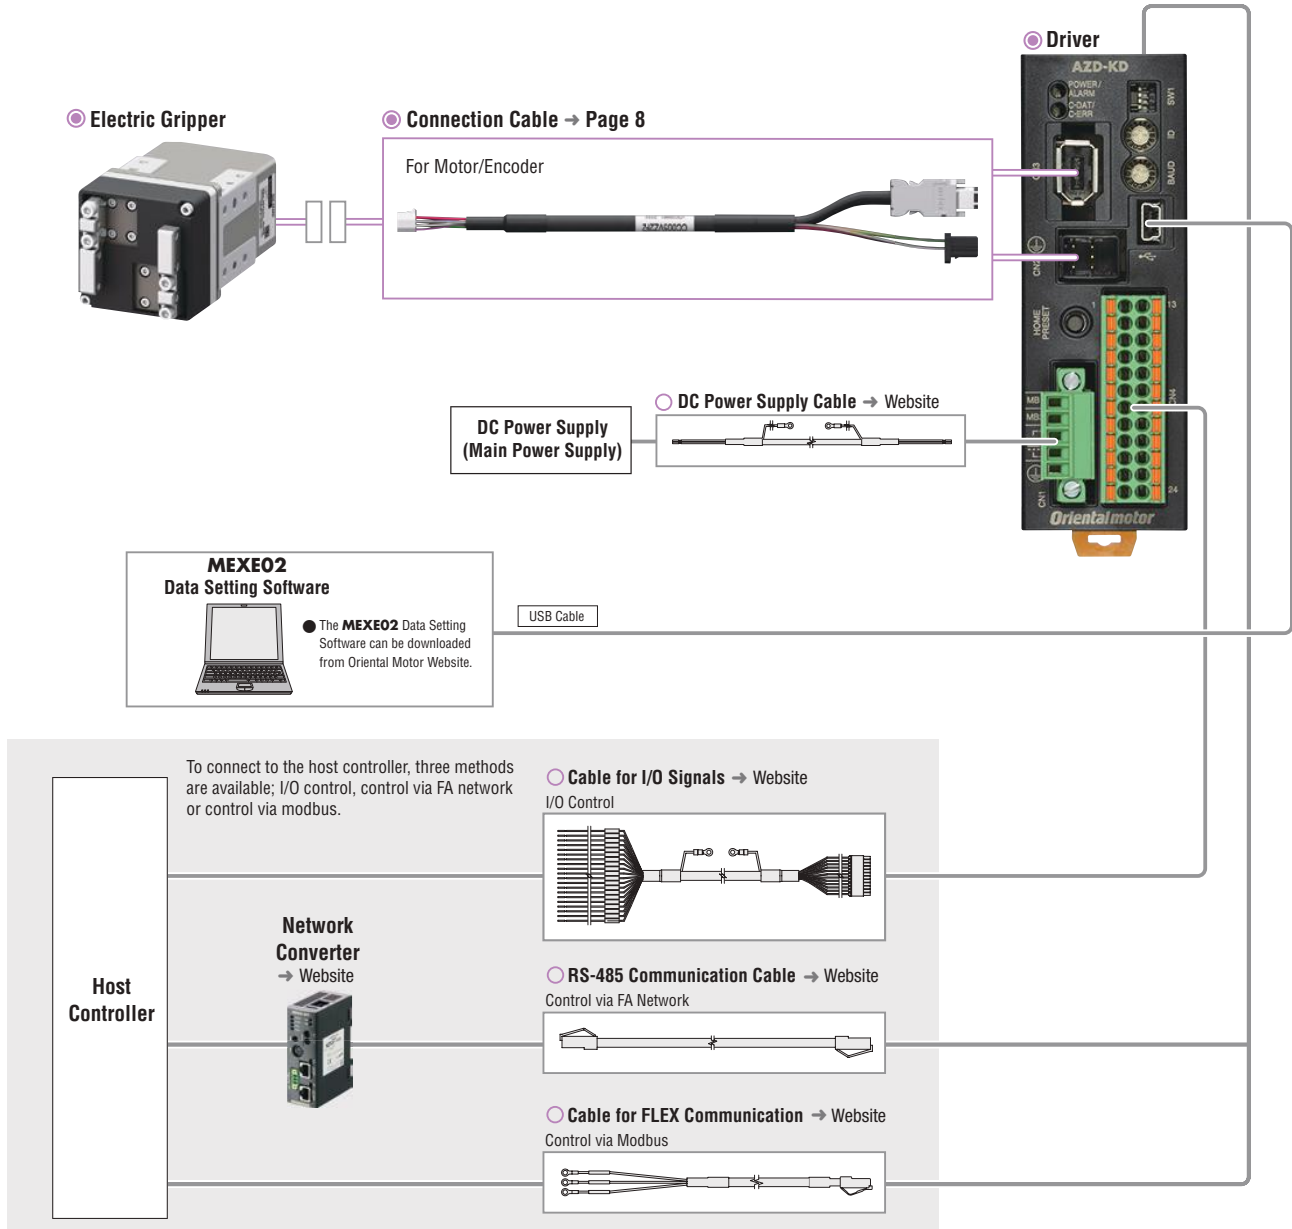 Driver
AZD-KD
POWER/
ALARM
C-DAT/
C-ERR
SW1
ID
BAUD
Electric Gripper
Connection Cable → Page 8
For Motor/Encoder
CN3
CN2
HOME
PRESET
1
13
CN4
MB
MB
CN1
24
Orientalmotor
DC Power Supply
(Main Power Supply)
DC Power Supply Cable → Website
MEXE02
Data Setting Software
● The MEXE02 Data Setting
Software can be downloaded
from Oriental Motor Website.
USB Cable
To connect to the host controller, three methods
are available; I/O control, control via FA network
or control via modbus.
Cable for I/O Signals → Website
I/O Control
Network
Converter
→ Website
Host
Controller
RS-485 Communication Cable → Website
Control via FA Network
Cable for FLEX Communication → Website
Control via Modbus